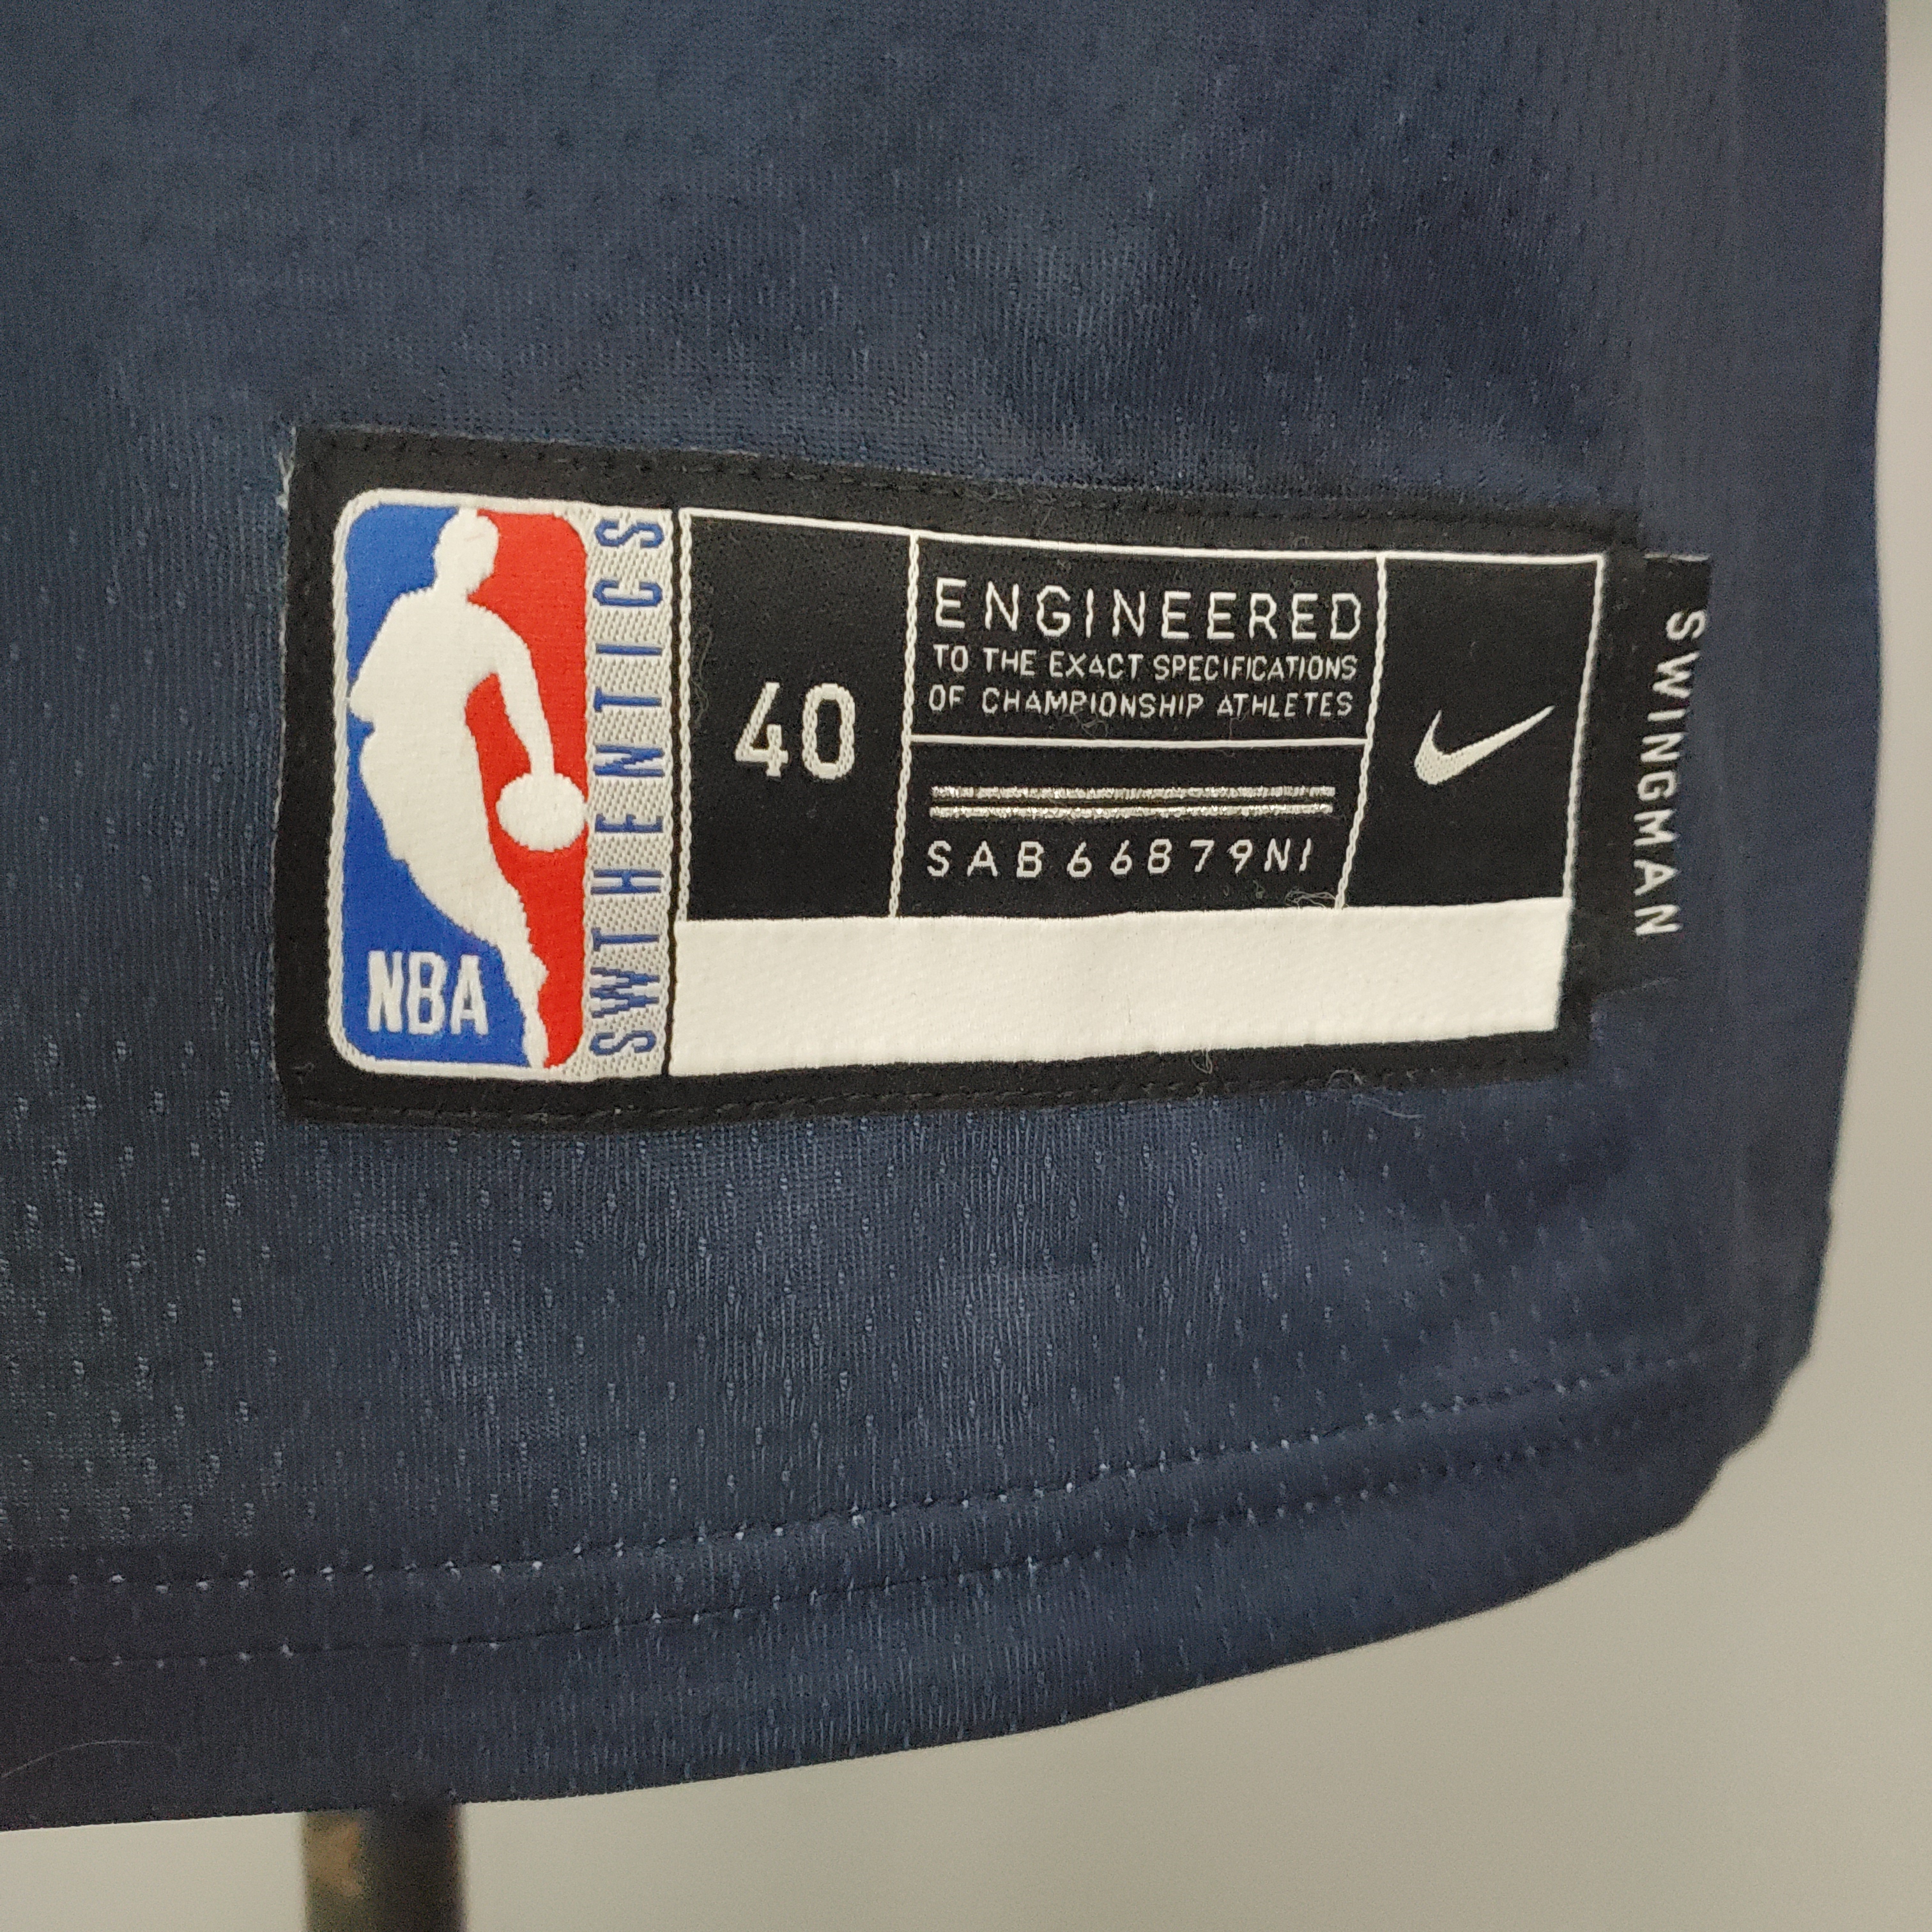 NBA
SWTHENTICS
40
ENGINEERED
TO THE EXACT SPECIFICATIONS
OF CHAMPIONSHIP ATHLETES
SAB66879NI
SWINGMAN